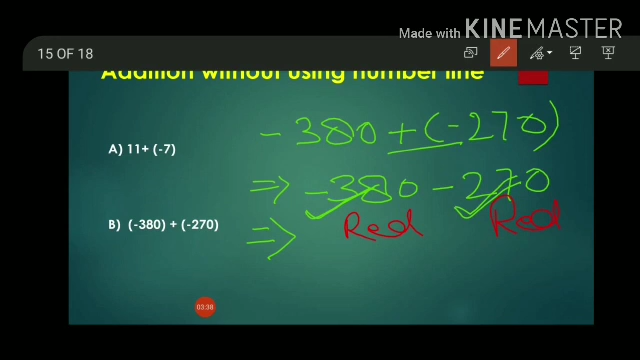 Made with KINEMASTER
15 OF 18
Addition without using number line
- 380 + (-270)
A) 11+ (-7)
⇒ - 380 - 270
B) (-380) + (-270)
⇒ Red Red
03:38